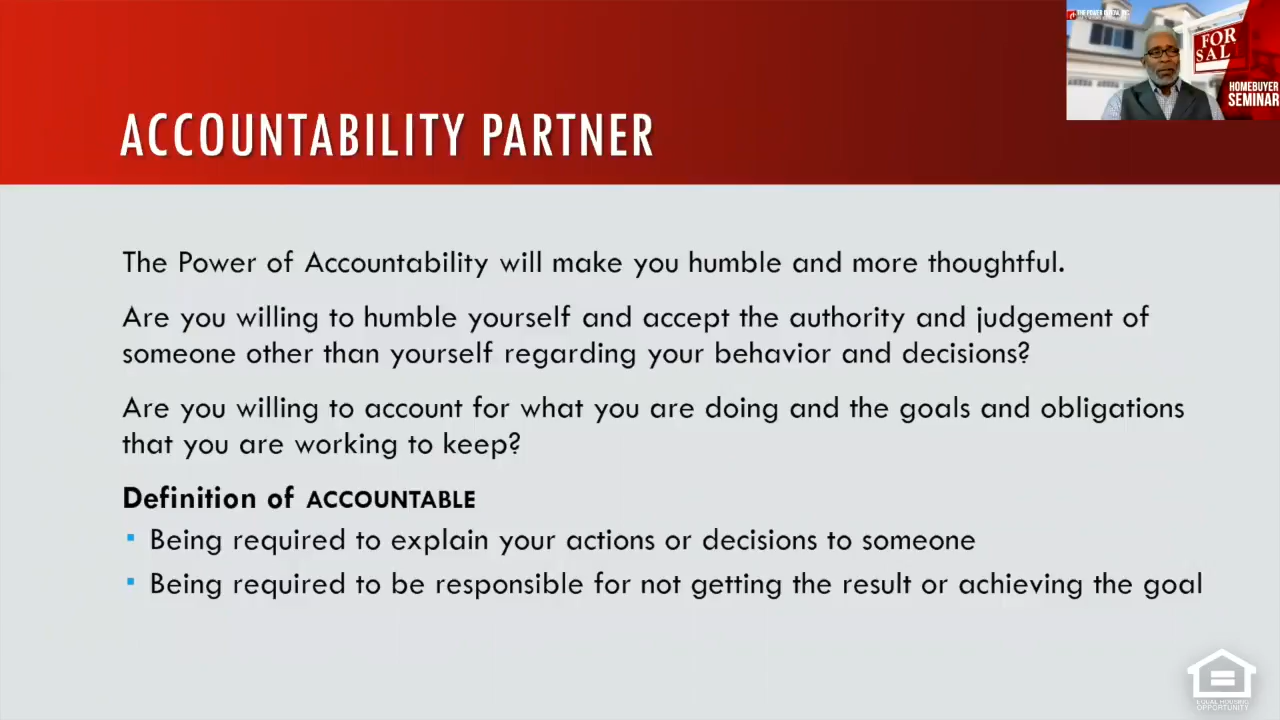 ACCOUNTABILITY PARTNER
FOR
SAL
HOMEBUYER
SEMINAR
The Power of Accountability will make you humble and more thoughtful.
Are you willing to humble yourself and accept the authority and judgement of
someone other than yourself regarding your behavior and decisions?
Are you willing to account for what you are doing and the goals and obligations
that you are working to keep?
Definition of ACCOUNTABLE
▪ Being required to explain your actions or decisions to someone
▪ Being required to be responsible for not getting the result or achieving the goal
EQUAL HOUSING
OPPORTUNITY